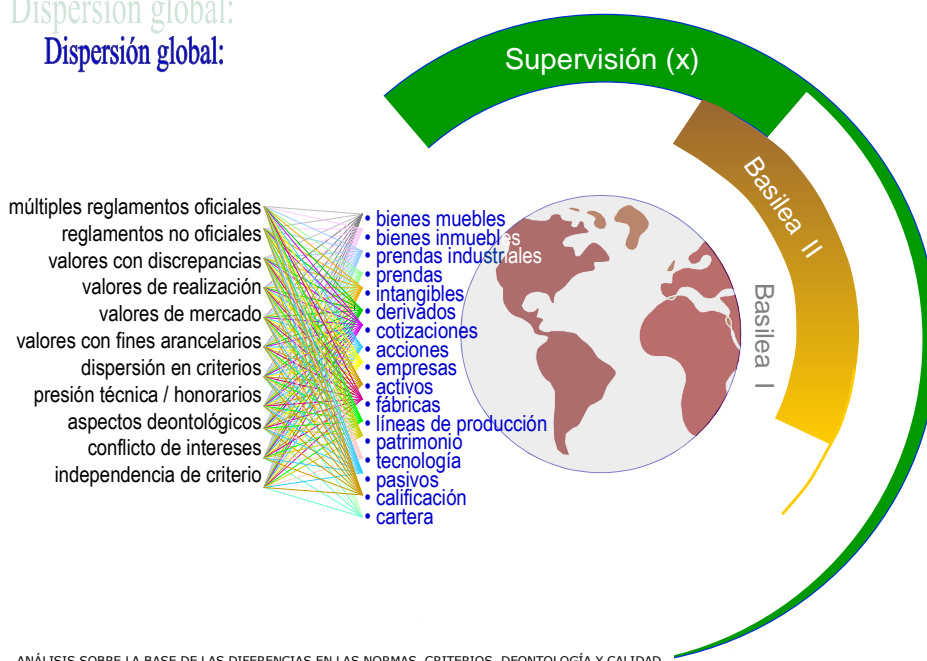 Dispersión global:
Dispersión global:
Supervisión (x)
Basilea II
Basilea I
múltiples reglamentos oficiales
reglamentos no oficiales
valores con discrepancias
valores de realización
valores de mercado
valores con fines arancelarios
dispersión en criterios
presión técnica / honorarios
aspectos deontológicos
conflicto de intereses
independencia de criterio
• bienes muebles
• bienes inmuebles
• prendas industriales
• prendas
• intangibles
• derivados
• cotizaciones
• acciones
• empresas
• activos
• fábricas
• líneas de producción
• patrimonio
• tecnología
• pasivos
• calificación
• cartera
ANÁLISIS SOBRE LA BASE DE LAS DIFERENCIAS EN LAS NORMAS, CRITERIOS, DEONTOLOGÍA Y CALIDAD